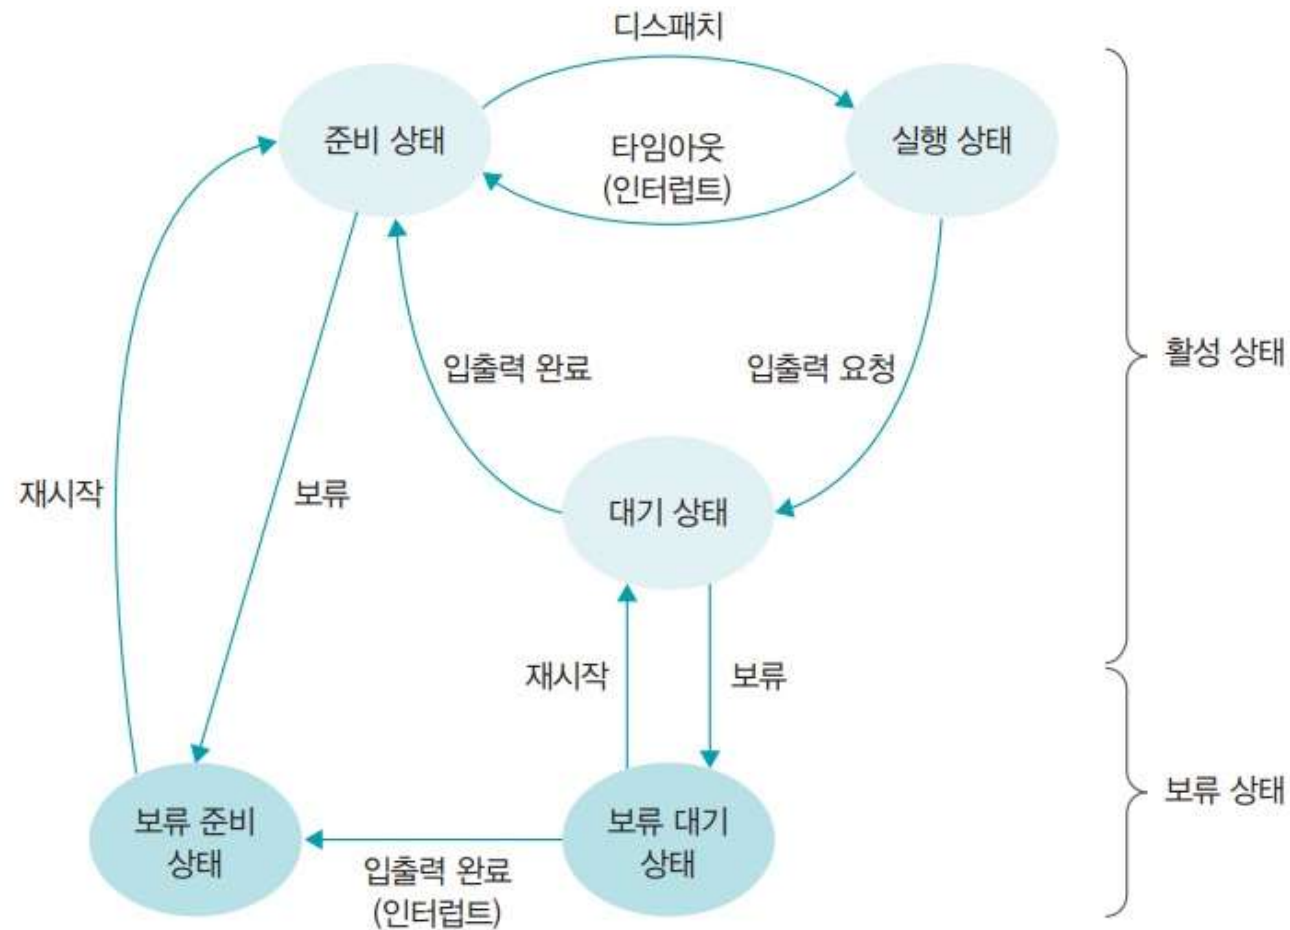 디스패치
준비 상태
타임아웃
(인터럽트)
실행 상태
활성 상태
입출력 완료
입출력 요청
재시작
보류
대기 상태
재시작
보류
보류 상태
보류 준비
상태
보류 대기
상태
입출력 완료
(인터럽트)